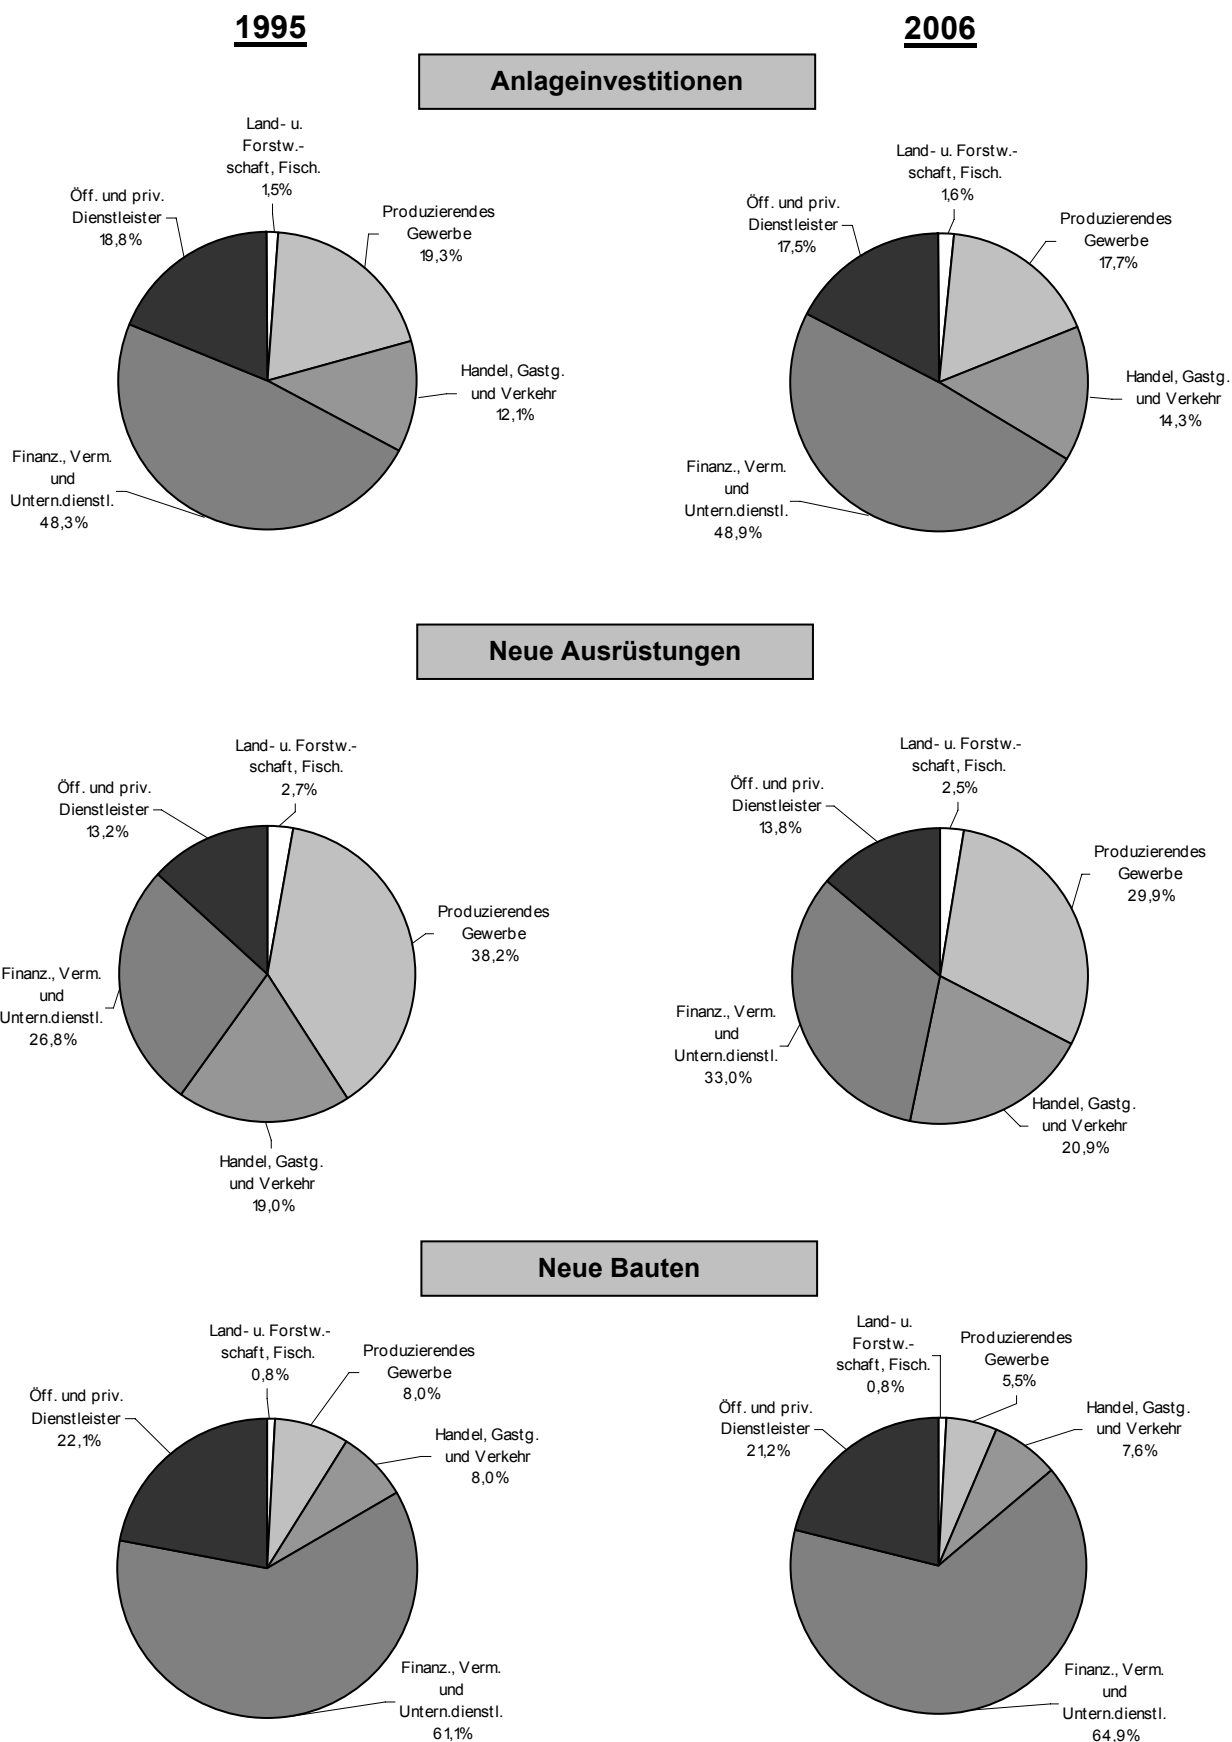 1995
2006
Anlageinvestitionen
Land- u.
Forstw.-
schaft, Fisch.
1,5%
Öff. und priv.
Dienstleister
18,8%
Produzierendes
Gewerbe
19,3%
Handel, Gastg.
und Verkehr
12,1%
Finanz., Verm.
und
Untern.dienstl.
48,3%
Land- u. Forstw.-
schaft, Fisch.
1,6%
Öff. und priv.
Dienstleister
17,5%
Produzierendes
Gewerbe
17,7%
Handel, Gastg.
und Verkehr
14,3%
Finanz., Verm.
und
Untern.dienstl.
48,9%
Neue Ausrüstungen
Land- u. Forstw.-
schaft, Fisch.
2,7%
Öff. und priv.
Dienstleister
13,2%
Produzierendes
Gewerbe
38,2%
Finanz., Verm.
und
Untern.dienstl.
26,8%
Handel, Gastg.
und Verkehr
19,0%
Land- u. Forstw.-
schaft, Fisch.
2,5%
Öff. und priv.
Dienstleister
13,8%
Produzierendes
Gewerbe
29,9%
Finanz., Verm.
und
Untern.dienstl.
33,0%
Handel, Gastg.
und Verkehr
20,9%
Neue Bauten
Land- u. Forstw.-
schaft, Fisch.
0,8%
Produzierendes
Gewerbe
8,0%
Öff. und priv.
Dienstleister
22,1%
Handel, Gastg.
und Verkehr
8,0%
Finanz., Verm.
und
Untern.dienstl.
61,1%
Land- u.
Forstw.-
schaft, Fisch.
0,8%
Produzierendes
Gewerbe
5,5%
Öff. und priv.
Dienstleister
21,2%
Handel, Gastg.
und Verkehr
7,6%
Finanz., Verm.
und
Untern.dienstl.
64,9%